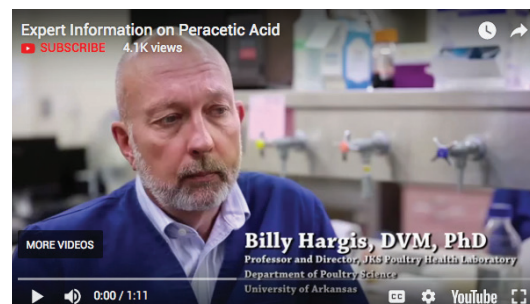 Expert Information on Peracetic Acid
SUBSCRIBE 4.1K views
MORE VIDEOS
Billy Hargis, DVM, PhD
Professor and Director, JKS Poultry Health Laboratory
Department of Poultry Science
University of Arkansas
0:00 / 1:11
CC
YouTube